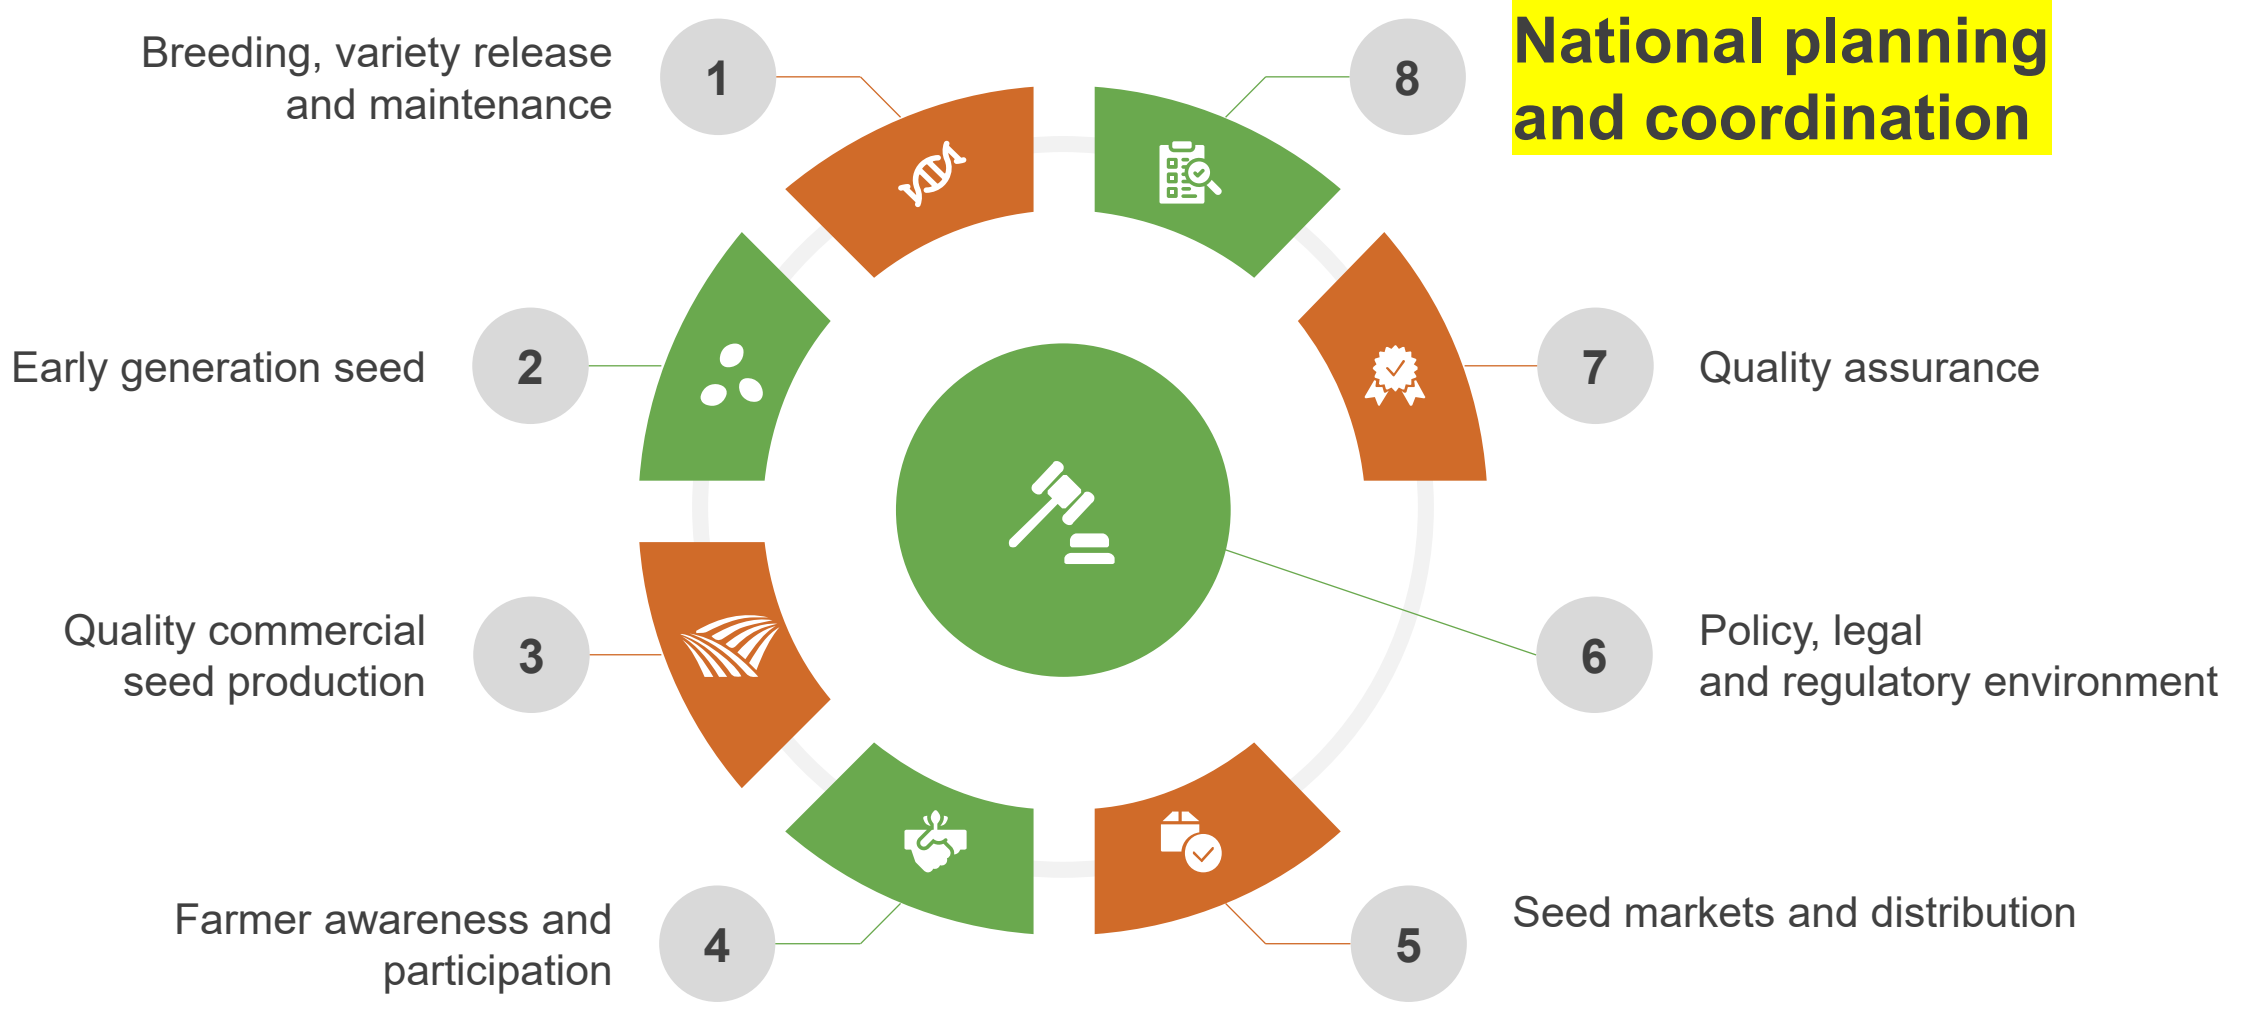 1
Breeding, variety release
and maintenance
2
Early generation seed
3
Quality commercial
seed production
4
Farmer awareness and
participation
5
Seed markets and distribution
6
Policy, legal
and regulatory environment
7
Quality assurance
8
National planning
and coordination